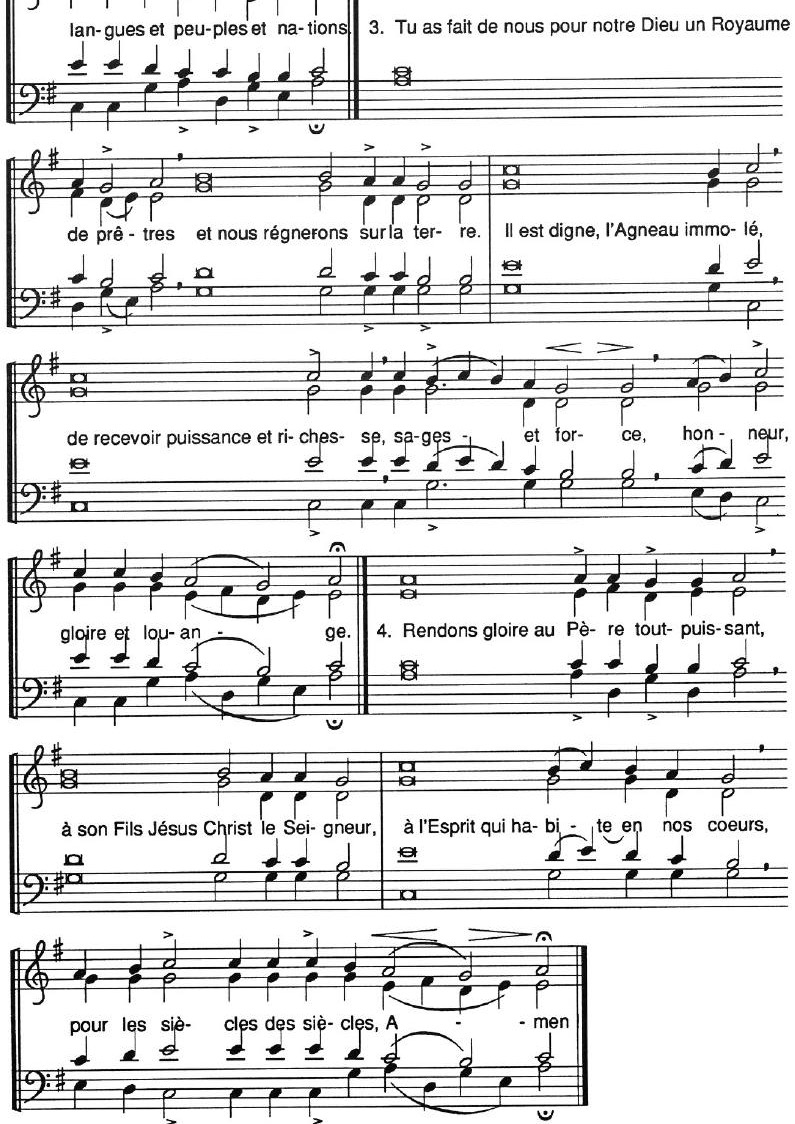 lan-gues et peu-ples et na-tions. 3. Tu as fait de nous pour notre Dieu un Royaume
de prê-tres et nous régnerons sur la ter-re. Il est digne, l'Agneau immo-lé,
de recevoir puissance et ri-ches-se, sa-ges - et for-ce, hon-neur,
gloire et lou-an-ge. 4. Rendons gloire au Pè-re tout-puis-sant,
à son Fils Jésus Christ le Sei-gneur, à l'Esprit qui ha-bi-te en nos coeurs,
pour les siè-cles des siè-cles, A - - men